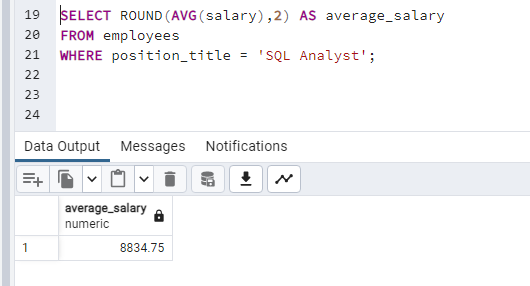 19 SELECT ROUND(AVG(salary),2) AS average_salary
20 FROM employees
21 WHERE position_title = 'SQL Analyst';
22
23
24
Data Output Messages Notifications
average_salary
numeric
1 8834.75